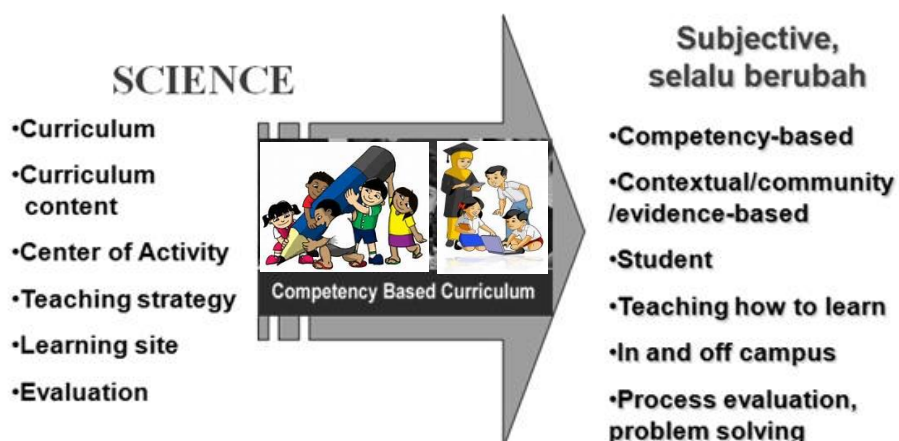 SCIENCE
•Curriculum
•Curriculum
content
•Center of Activity
•Teaching strategy
•Learning site
•Evaluation
Competency Based Curriculum
Subjective,
selalu berubah
•Competency-based
•Contextual/community
/evidence-based
•Student
•Teaching how to learn
•In and off campus
•Process evaluation,
problem solving